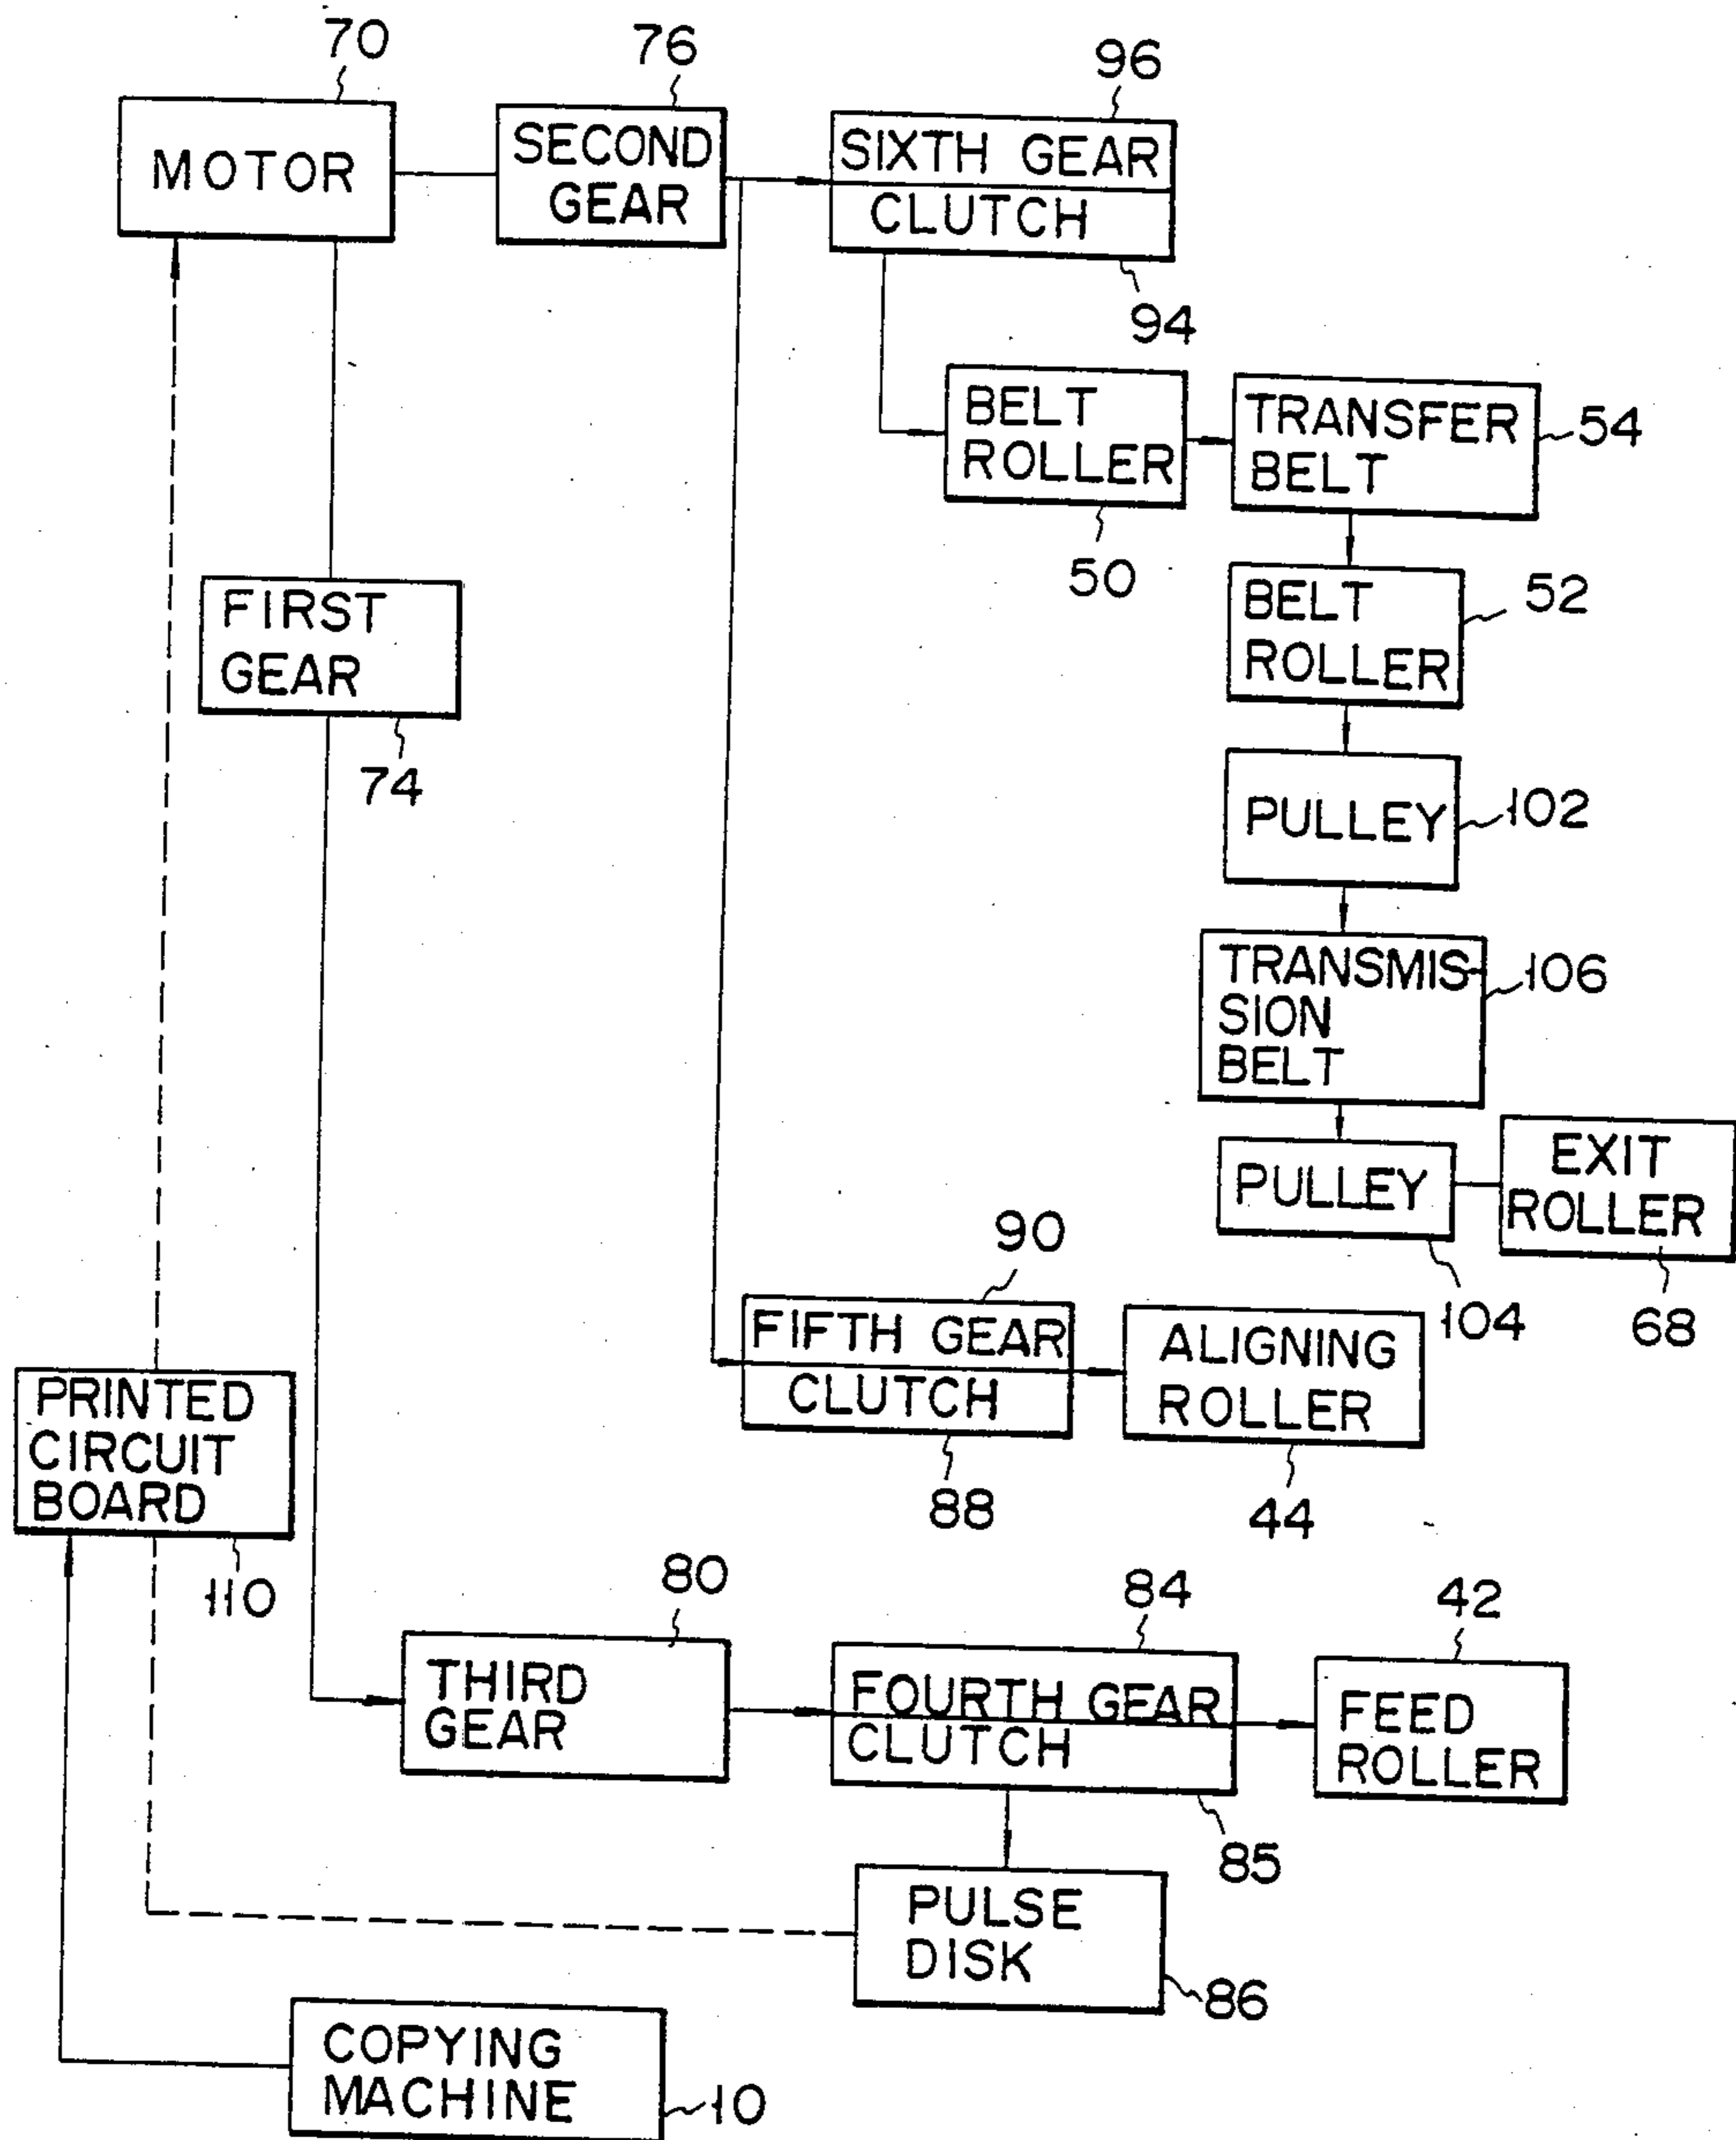 70
76
96
MOTOR
SECOND
GEAR
SIXTH GEAR
CLUTCH
94
BELT
ROLLER
50
TRANSFER
BELT
54
FIRST
GEAR
74
BELT
ROLLER
52
PULLEY
102
TRANSMIS-
SION
BELT
106
PULLEY
104
EXIT
ROLLER
68
90
FIFTH GEAR
CLUTCH
88
ALIGNING
ROLLER
44
PRINTED
CIRCUIT
BOARD
110
80
THIRD
GEAR
84
FOURTH GEAR
CLUTCH
85
42
FEED
ROLLER
PULSE
DISK
86
COPYING
MACHINE
10